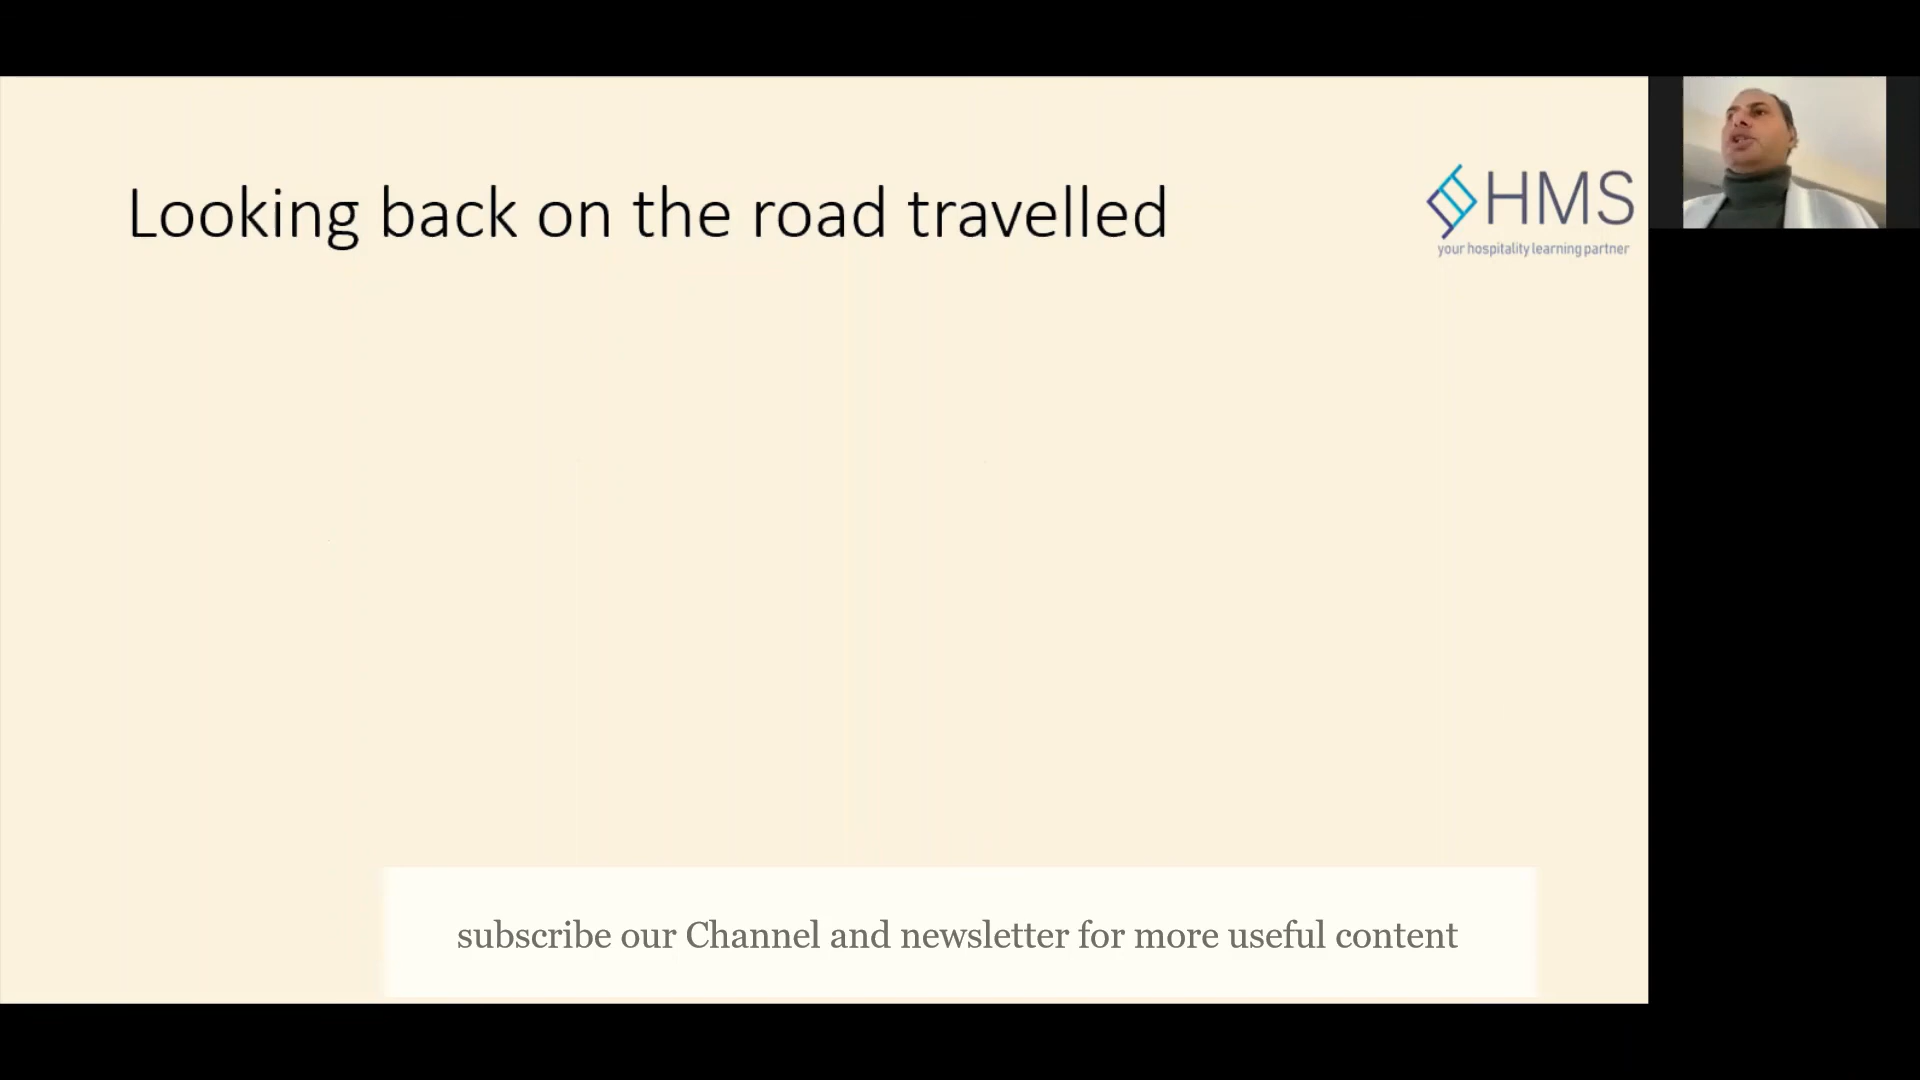 Looking back on the road travelled
HMS
your hospitality learning partner
subscribe our Channel and newsletter for more useful content